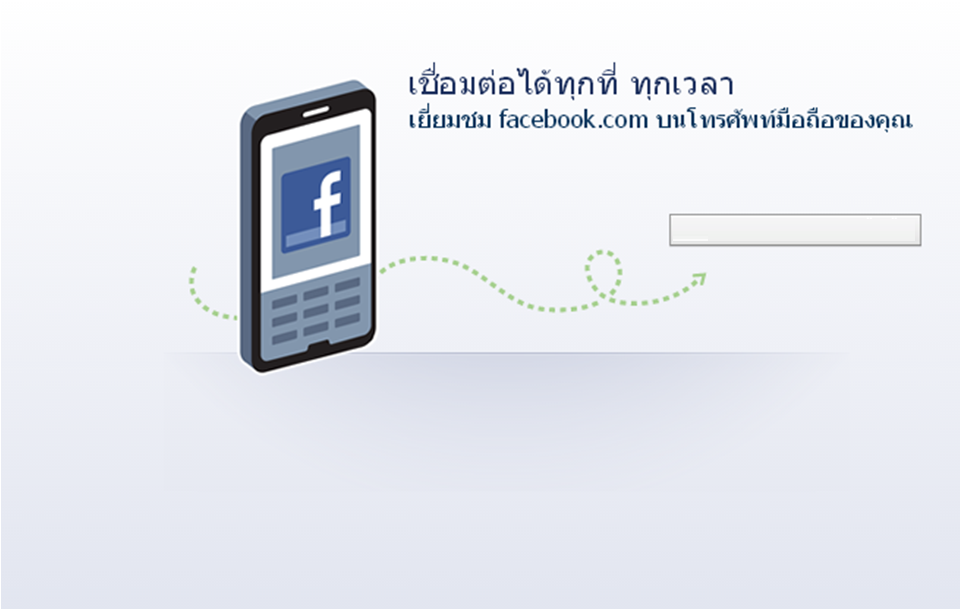 เชื่อมต่อได้ทุกที่ ทุกเวลา
เยี่ยมชม facebook.com บนโทรศัพท์มือถือของคุณ
f